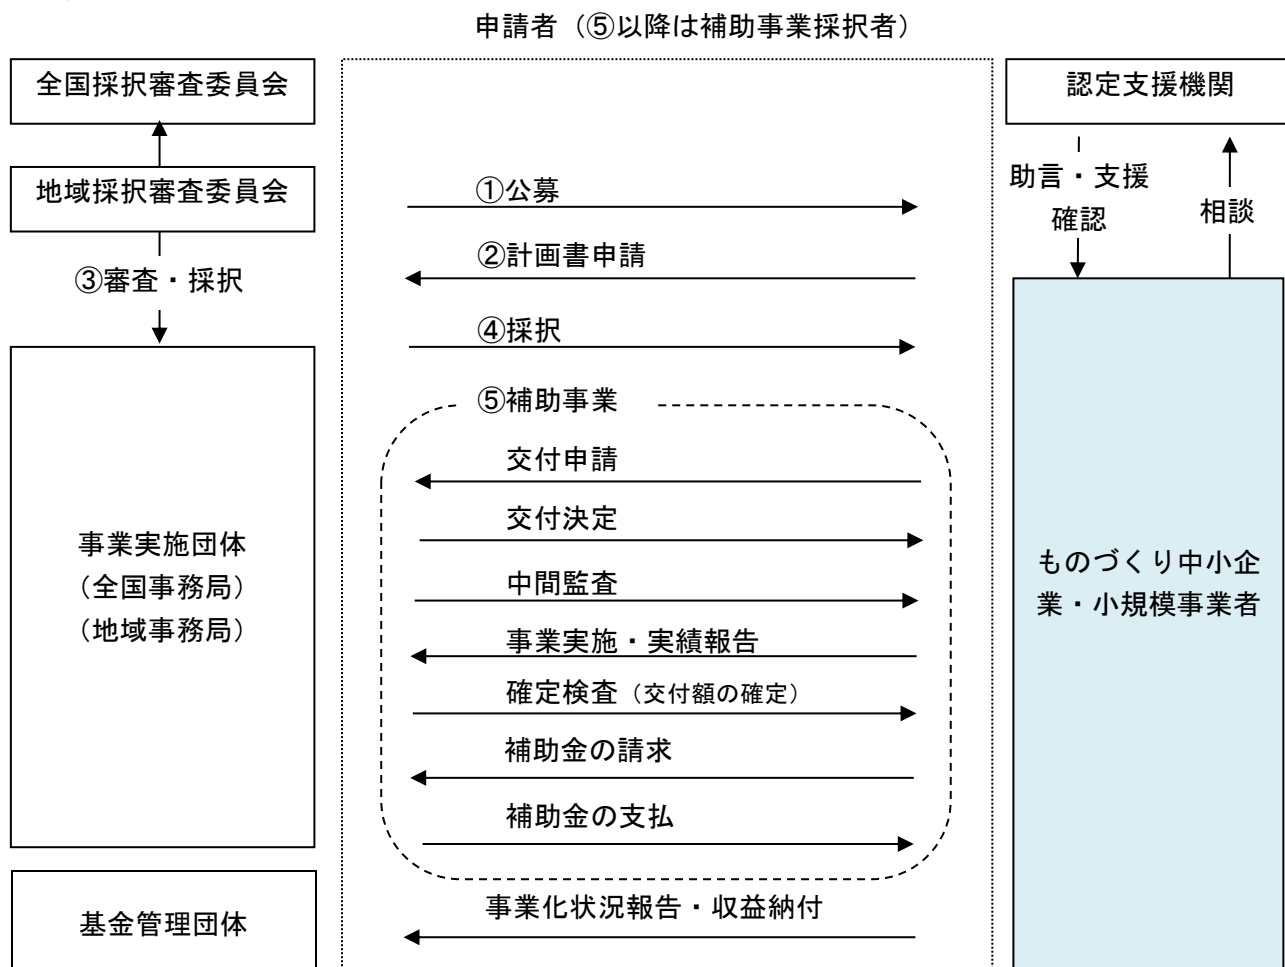 申請者（⑤以降は補助事業採択者）
全国採択審査委員会
地域採択審査委員会
③審査・採択
事業実施団体
（全国事務局）
（地域事務局）
基金管理団体
①公募
②計画書申請
④採択
⑤補助事業
交付申請
交付決定
中間監査
事業実施・実績報告
確定検査（交付額の確定）
補助金の請求
補助金の支払
事業化状況報告・収益納付
認定支援機関
助言・支援
確認
相談
ものづくり中小企
業・小規模事業者